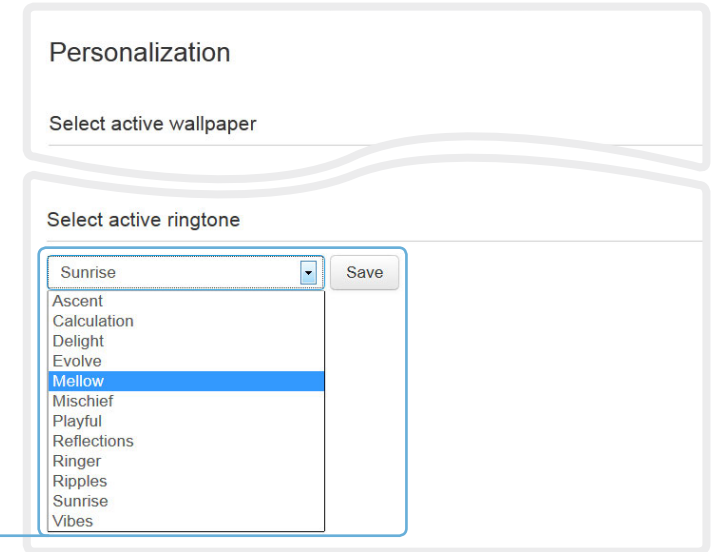 Personalization
Select active wallpaper
Select active ringtone
Sunrise Save
Ascent
Calculation
Delight
Evolve
Mellow
Mischief
Playful
Reflections
Ringer
Ripples
Sunrise
Vibes